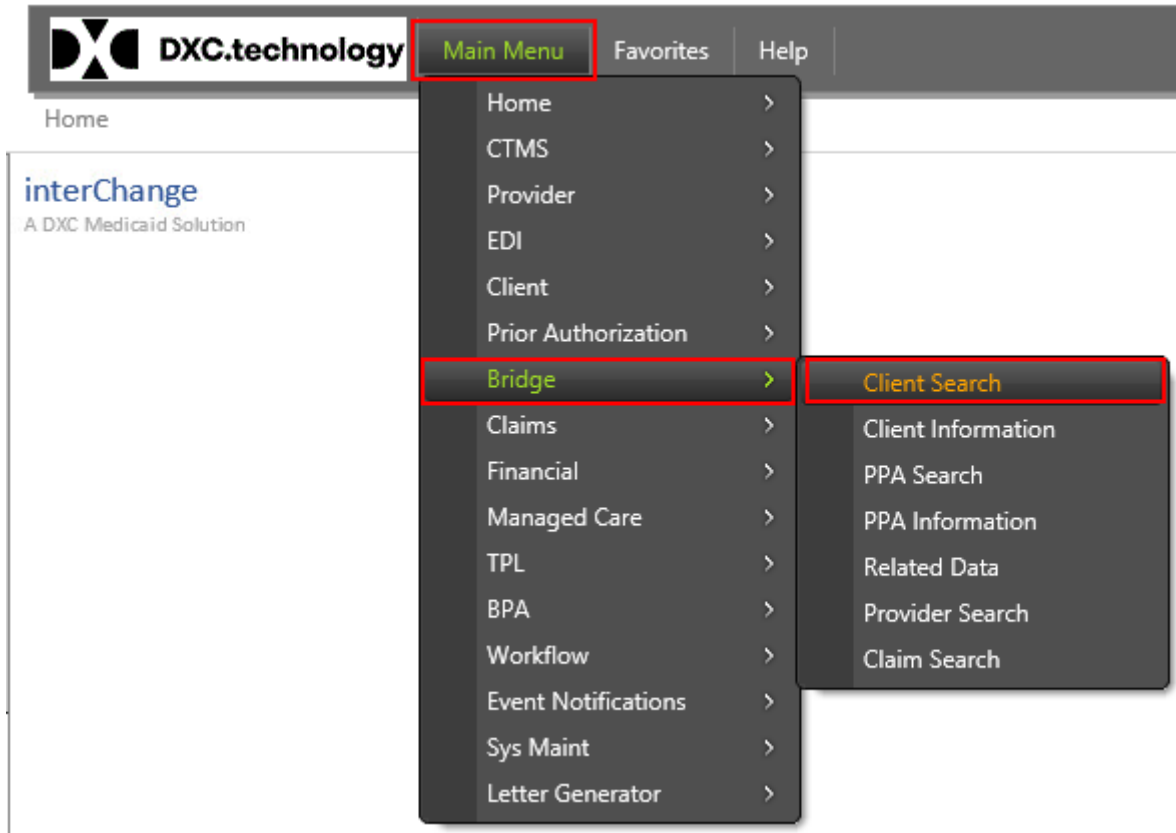 DXC.technology Main Menu Favorites Help
Home
interChange
A DXC Medicaid Solution
Home
CTMS
Provider
EDI
Client
Prior Authorization
Bridge
Claims
Financial
Managed Care
TPL
BPA
Workflow
Event Notifications
Sys Maint
Letter Generator
Client Search
Client Information
PPA Search
PPA Information
Related Data
Provider Search
Claim Search